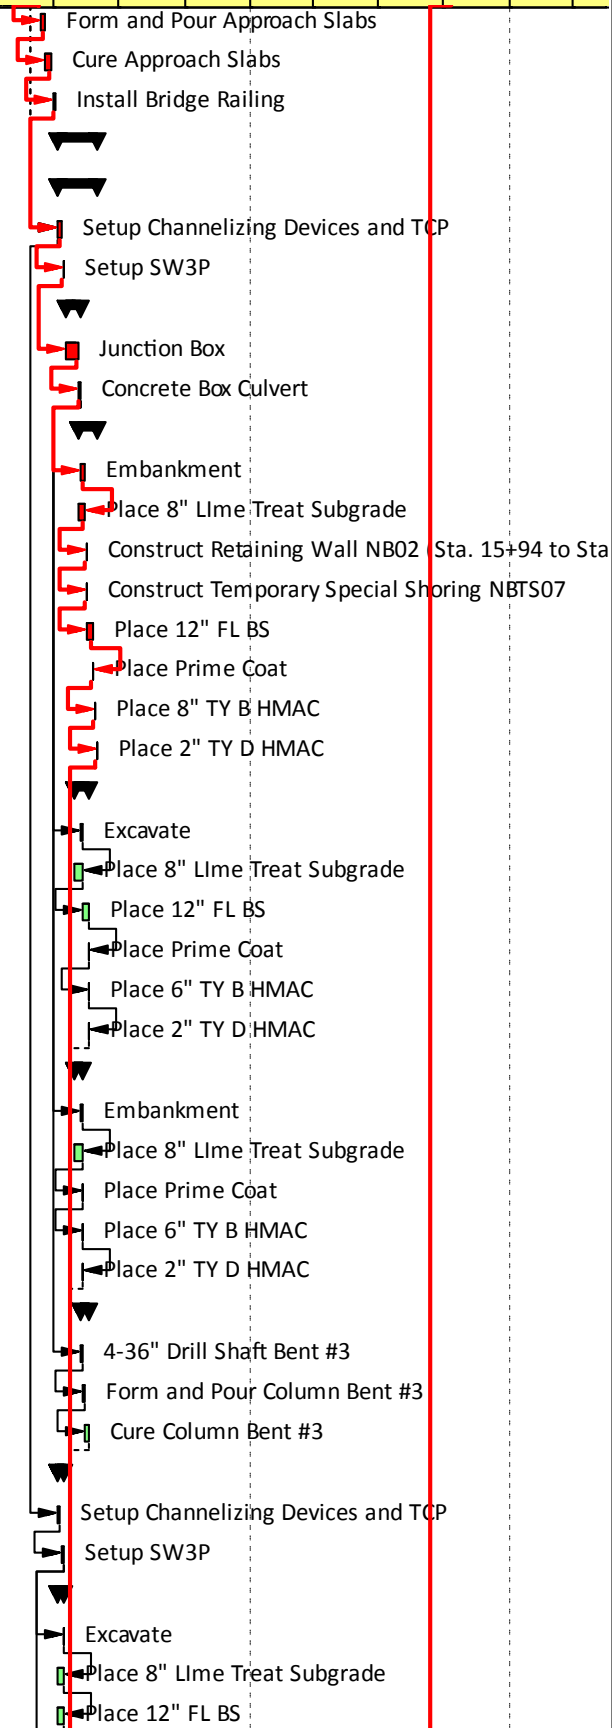 Form and Pour Approach Slabs
Cure Approach Slabs
Install Bridge Railing
Setup Channelizing Devices and TCP
Setup SW3P
Junction Box
Concrete Box Culvert
Embankment
Place 8" LIme Treat Subgrade
Construct Retaining Wall NB02 (Sta. 15+94 to Sta
Construct Temporary Special Shoring NBTS07
Place 12" FL BS
Place Prime Coat
Place 8" TY B HMAC
Place 2" TY D HMAC
Excavate
Place 8" LIme Treat Subgrade
Place 12" FL BS
Place Prime Coat
Place 6" TY B HMAC
Place 2" TY D HMAC
Embankment
Place 8" LIme Treat Subgrade
Place Prime Coat
Place 6" TY B HMAC
Place 2" TY D HMAC
4-36" Drill Shaft Bent #3
Form and Pour Column Bent #3
Cure Column Bent #3
Setup Channelizing Devices and TCP
Setup SW3P
Excavate
Place 8" LIme Treat Subgrade
Place 12" FL BS